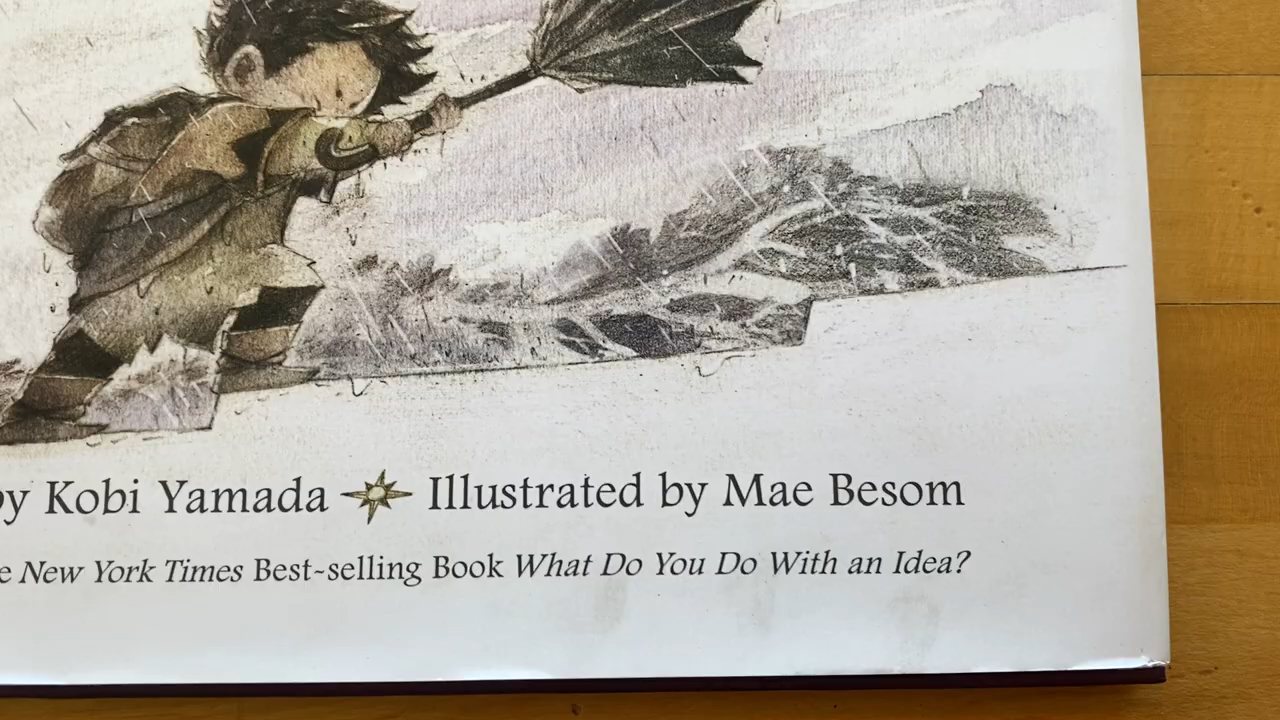 by Kobi Yamada Illustrated by Mae Besom
New York Times Best-selling Book What Do You Do With an Idea?